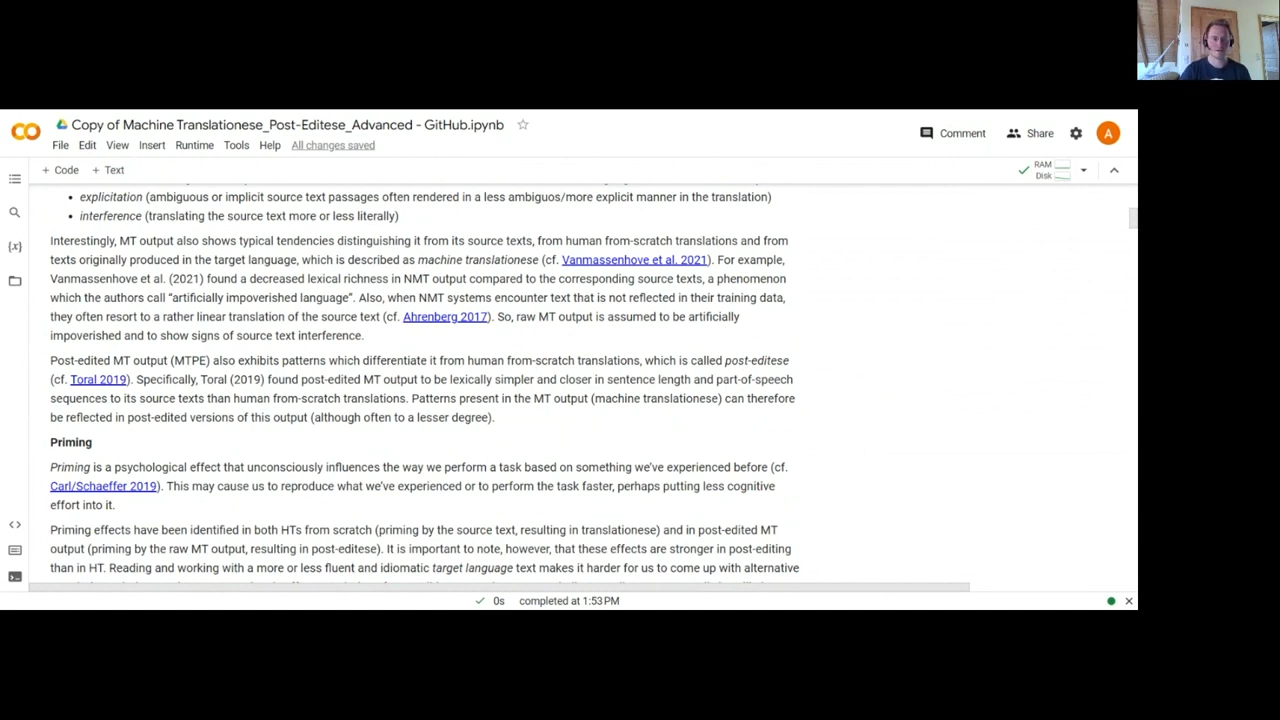 Copy of Machine Translationese_Post-Editese_Advanced - GitHub.ipynb
File Edit View Insert Runtime Tools Help All changes saved
Comment Share A
+ Code + Text
RAM
Disk
explicitation (ambiguous or implicit source text passages often rendered in a less ambiguos/more explicit manner in the translation)
interference (translating the source text more or less literally)
Interestingly, MT output also shows typical tendencies distinguishing it from its source texts, from human from-scratch translations and from
texts originally produced in the target language, which is described as machine translationese (cf. Vanmassenhove et al. 2021). For example,
Vanmassenhove et al. (2021) found a decreased lexical richness in NMT output compared to the corresponding source texts, a phenomenon
which the authors call “artificially impoverished language”. Also, when NMT systems encounter text that is not reflected in their training data,
they often resort to a rather linear translation of the source text (cf. Ahrenberg 2017). So, raw MT output is assumed to be artificially
impoverished and to show signs of source text interference.
Post-edited MT output (MTPE) also exhibits patterns which differentiate it from human from-scratch translations, which is called post-editese
(cf. Toral 2019). Specifically, Toral (2019) found post-edited MT output to be lexically simpler and closer in sentence length and part-of-speech
sequences to its source texts than human from-scratch translations. Patterns present in the MT output (machine translationese) can therefore
be reflected in post-edited versions of this output (although often to a lesser degree).
Priming
Priming is a psychological effect that unconsciously influences the way we perform a task based on something we’ve experienced before (cf.
Carl/Schaeffer 2019). This may cause us to reproduce what we’ve experienced or to perform the task faster, perhaps putting less cognitive
effort into it.
Priming effects have been identified in both HTs from scratch (priming by the source text, resulting in translationese) and in post-edited MT
output (priming by the raw MT output, resulting in post-editese). It is important to note, however, that these effects are stronger in post-editing
than in HT. Reading and working with a more or less fluent and idiomatic target language text makes it harder for us to come up with alternative
0s completed at 1:53 PM